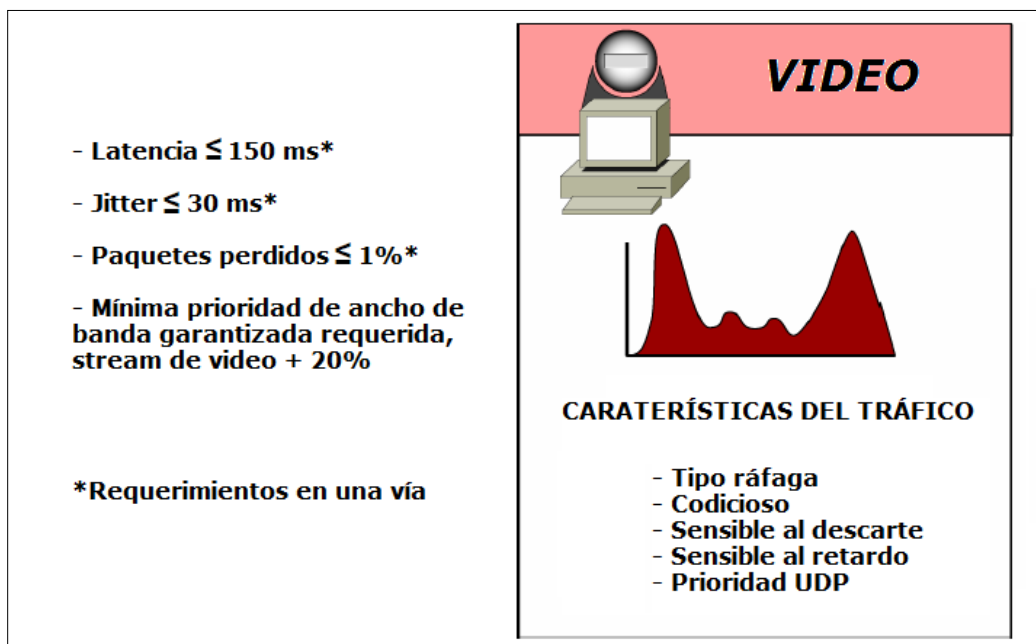 - Latencia ≤ 150 ms*
- Jitter ≤ 30 ms*
- Paquetes perdidos ≤ 1%*
- Mínima prioridad de ancho de
banda garantizada requerida,
stream de video + 20%
*Requerimientos en una vía
VIDEO
CARATERÍSTICAS DEL TRÁFICO
- Tipo ráfaga
- Codicioso
- Sensible al descarte
- Sensible al retardo
- Prioridad UDP